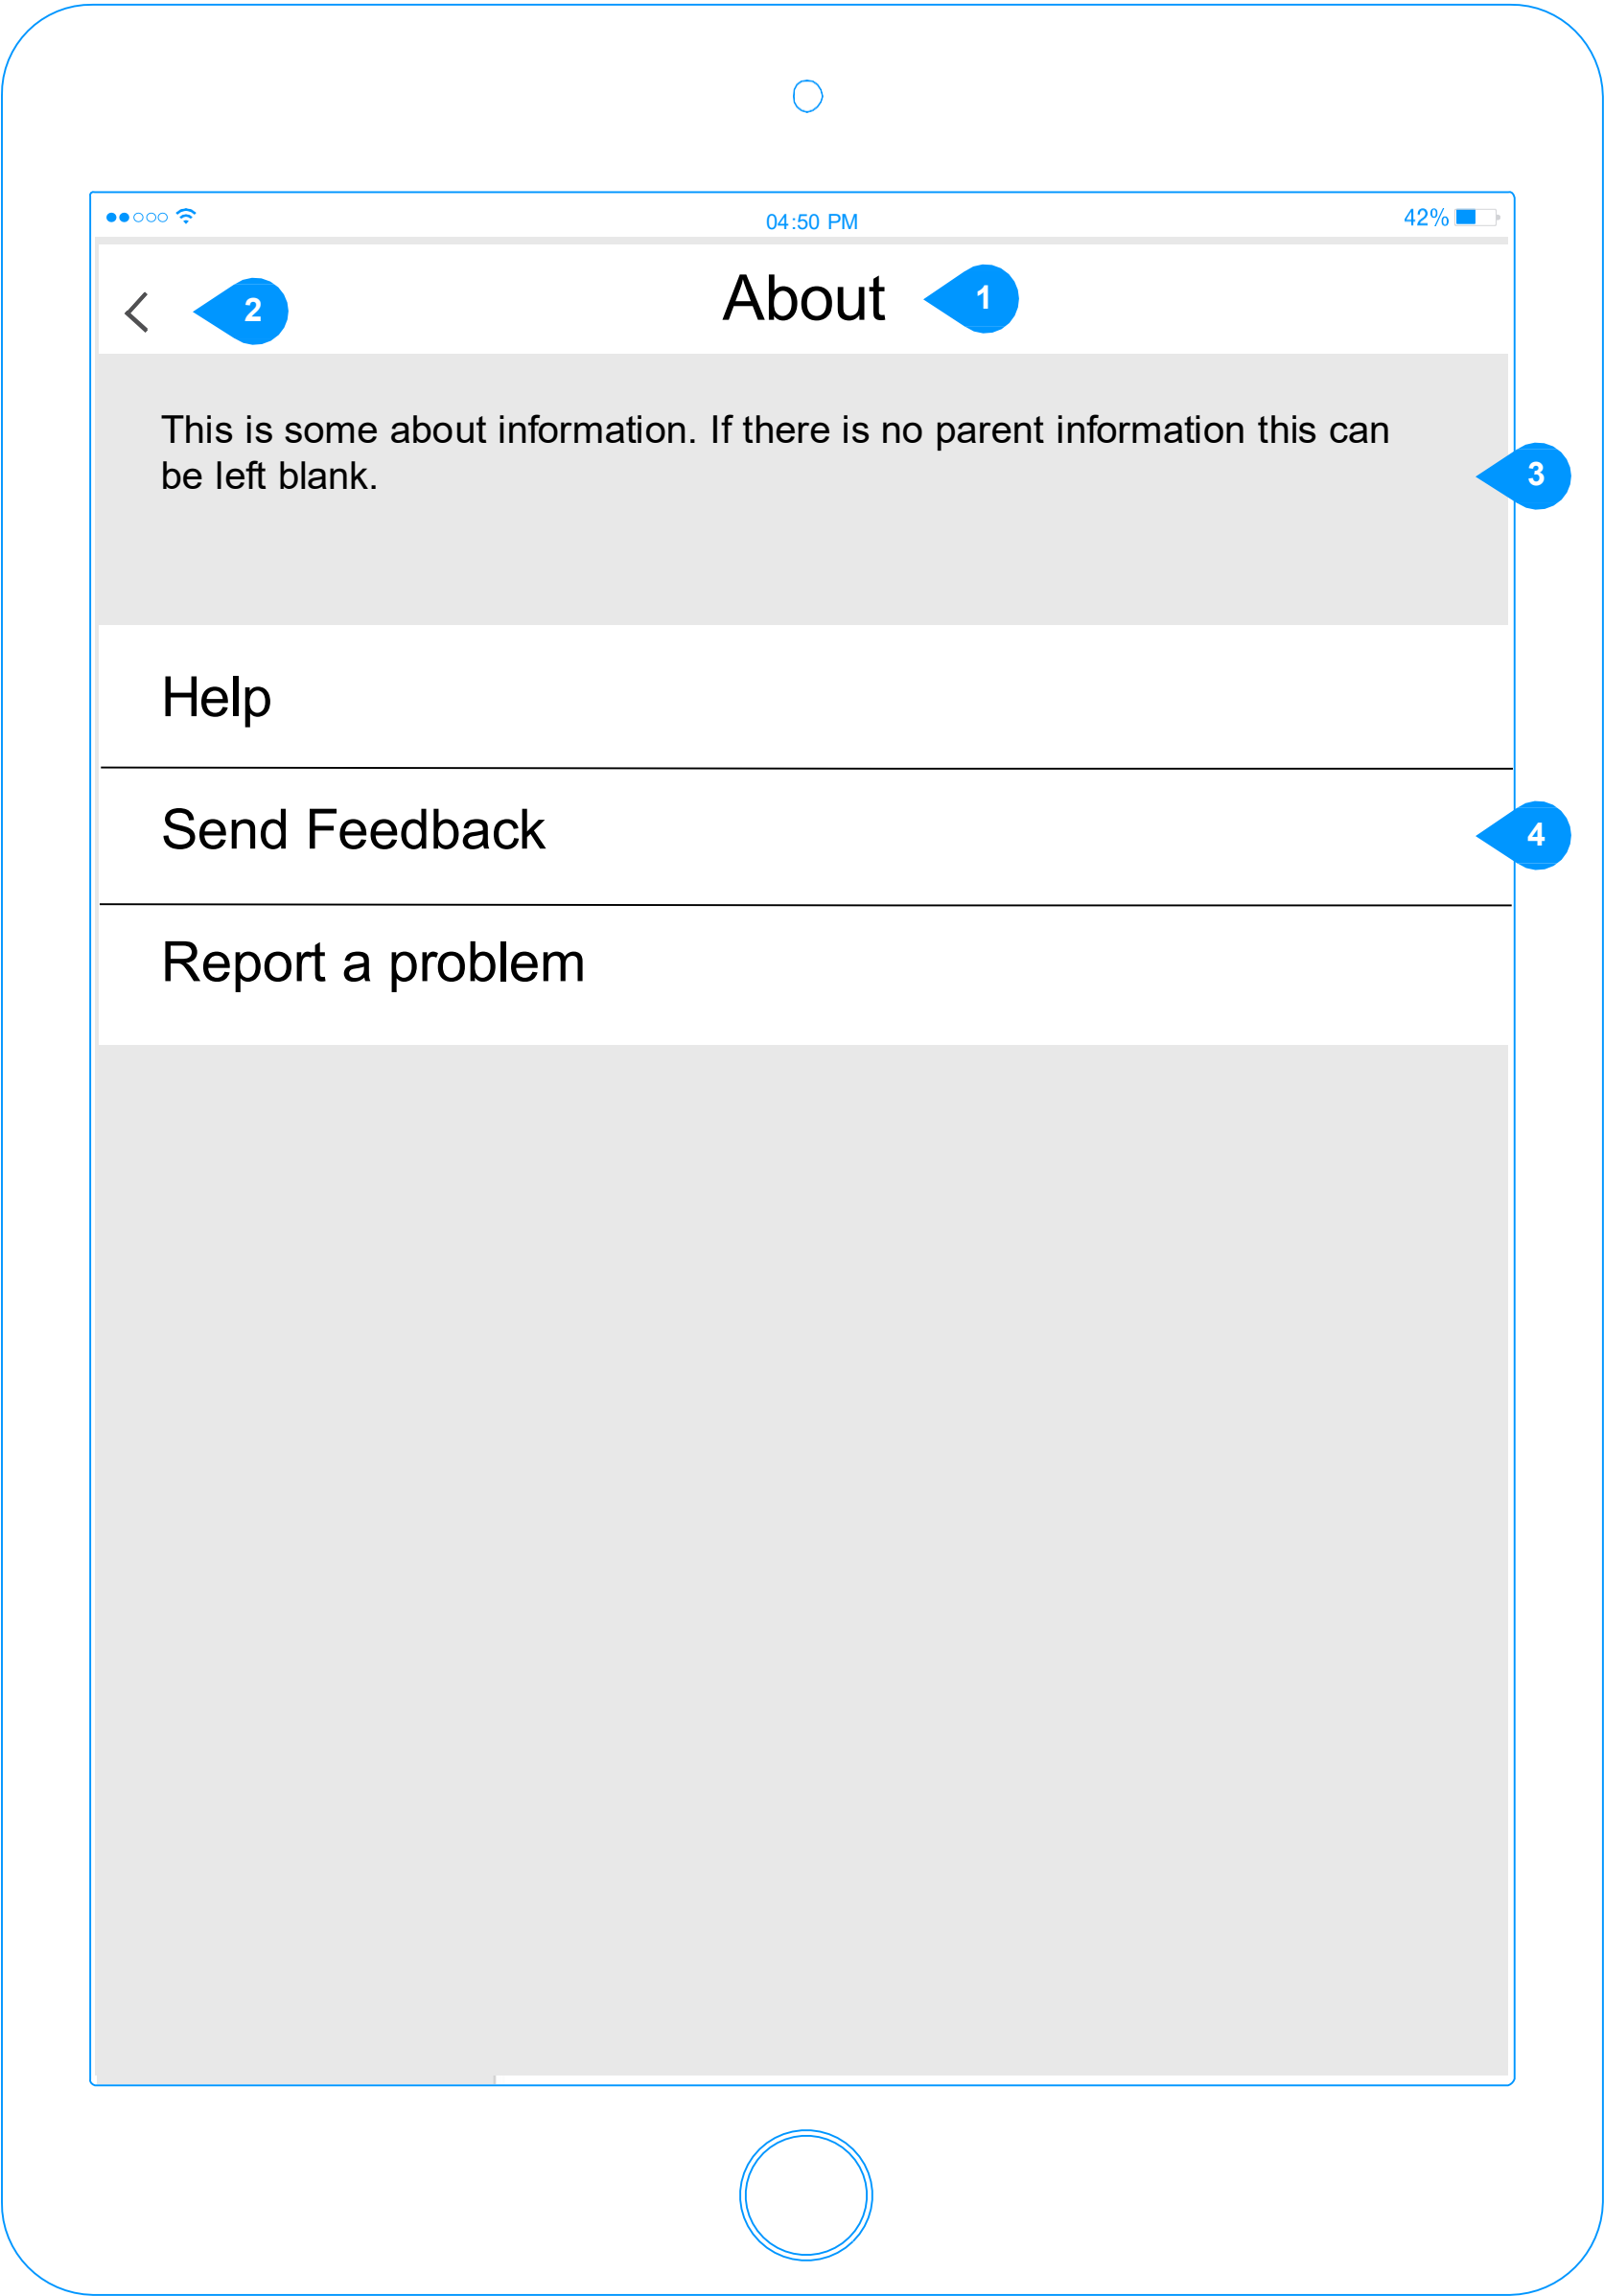 04:50 PM
42%
About
1
2
This is some about information. If there is no parent information this can
be left blank.
3
Help
Send Feedback
4
Report a problem